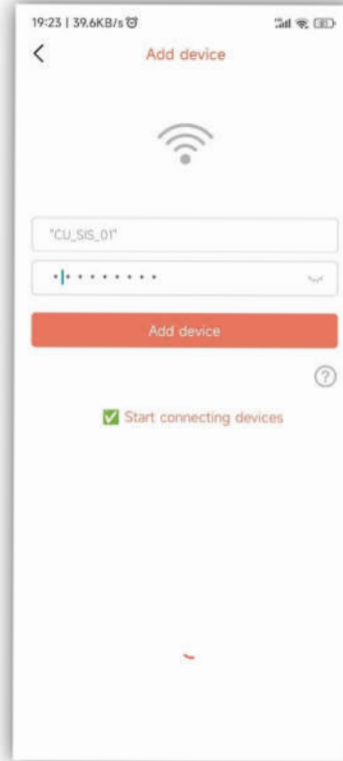 19:23 | 39.6KB/s
Add device
"CU_SIS_01"
• • • • • • • • •
Add device
?
✅ Start connecting devices